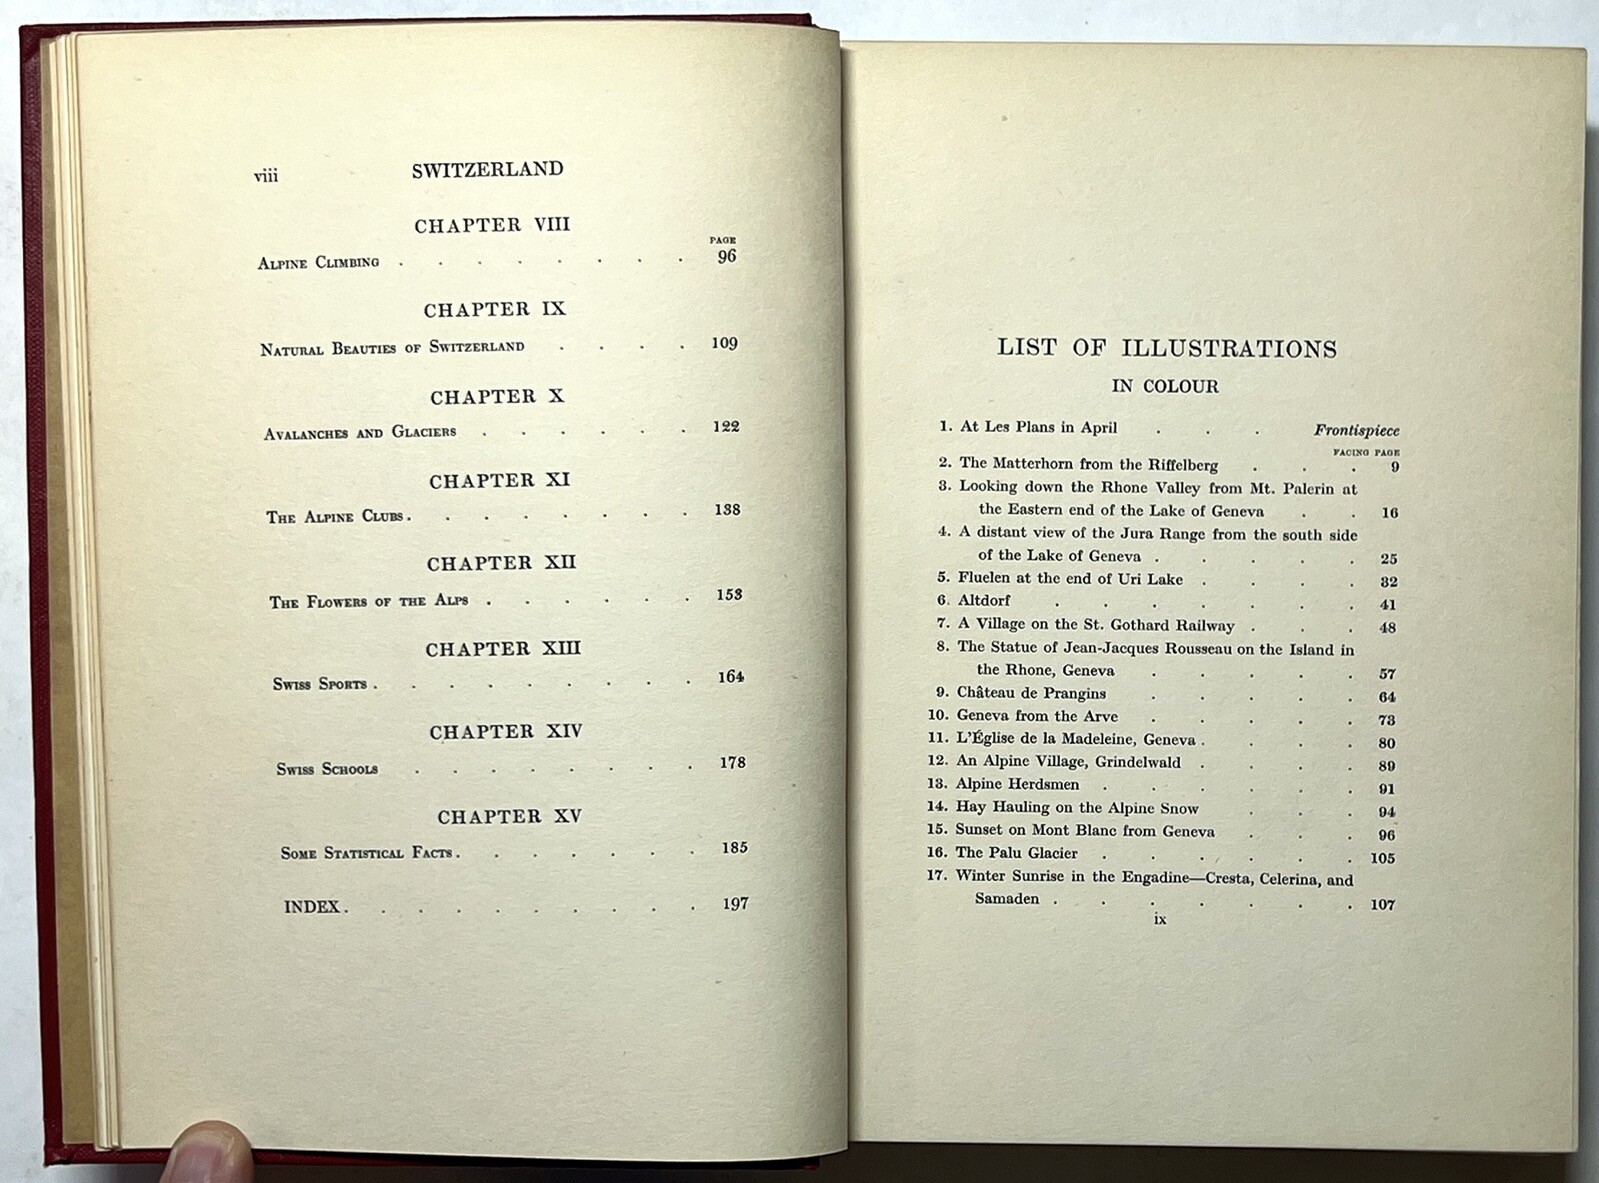 viii SWITZERLAND
CHAPTER VIII
PAGE
ALPINE CLIMBING . . . . . . . . 96
CHAPTER IX
NATURAL BEAUTIES OF SWITZERLAND . . . . 109
CHAPTER X
AVALANCHES AND GLACIERS . . . . . . 122
CHAPTER XI
THE ALPINE CLUBS . . . . . . . . 138
CHAPTER XII
THE FLOWERS OF THE ALPS . . . . . . 153
CHAPTER XIII
SWISS SPORTS . . . . . . . . . 164
CHAPTER XIV
SWISS SCHOOLS . . . . . . . . 178
CHAPTER XV
SOME STATISTICAL FACTS . . . . . . . 185
INDEX . . . . . . . . . . 197
LIST OF ILLUSTRATIONS
IN COLOUR
1. At Les Plans in April . . . Frontispiece
FACING PAGE
2. The Matterhorn from the Riffelberg . . . 9
3. Looking down the Rhone Valley from Mt. Palerin at
the Eastern end of the Lake of Geneva . . 16
4. A distant view of the Jura Range from the south side
of the Lake of Geneva . . . . . 25
5. Fluelen at the end of Uri Lake . . . . 32
6. Altdorf . . . . . . . 41
7. A Village on the St. Gothard Railway . . . 48
8. The Statue of Jean-Jacques Rousseau on the Island in
the Rhone, Geneva . . . . . 57
9. Château de Prangins . . . . . 64
10. Geneva from the Arve . . . . . 73
11. L'Église de la Madeleine, Geneva . . . . 80
12. An Alpine Village, Grindelwald . . . . 89
13. Alpine Herdsmen . . . . . . 91
14. Hay Hauling on the Alpine Snow . . . 94
15. Sunset on Mont Blanc from Geneva . . . 96
16. The Palu Glacier . . . . . . 105
17. Winter Sunrise in the Engadine—Cresta, Celerina, and
Samaden . . . . . . . 107
ix